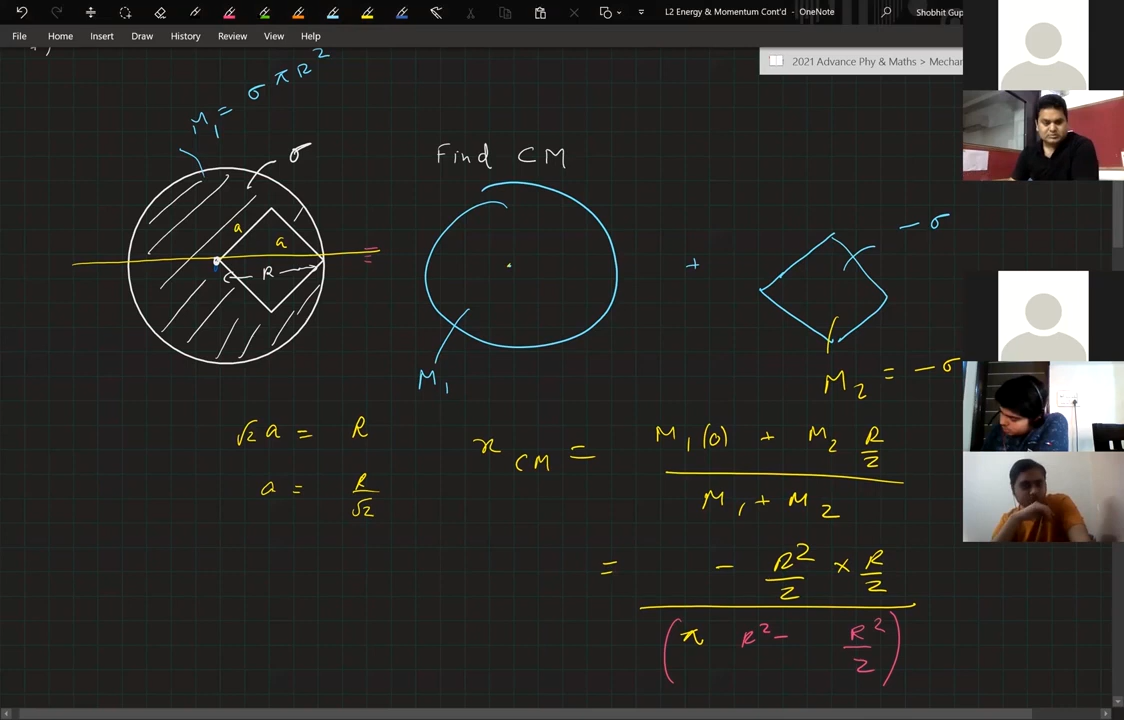 L2 Energy & Momentum Cont'd - OneNote
Shobhit Gup
File Home Insert Draw History Review View Help
2021 Advance Phy & Maths > Mechan
M₁ = σ π R²
σ
Find CM
a
a
R
=
+
- σ
M₁
M₂ = - σ
√2 a = R
a = R/√2
x CM = (M₁(0) + M₂ R/2) / (M₁ + M₂)
= (- R²/2 × R/2) / (π R² - R²/2)